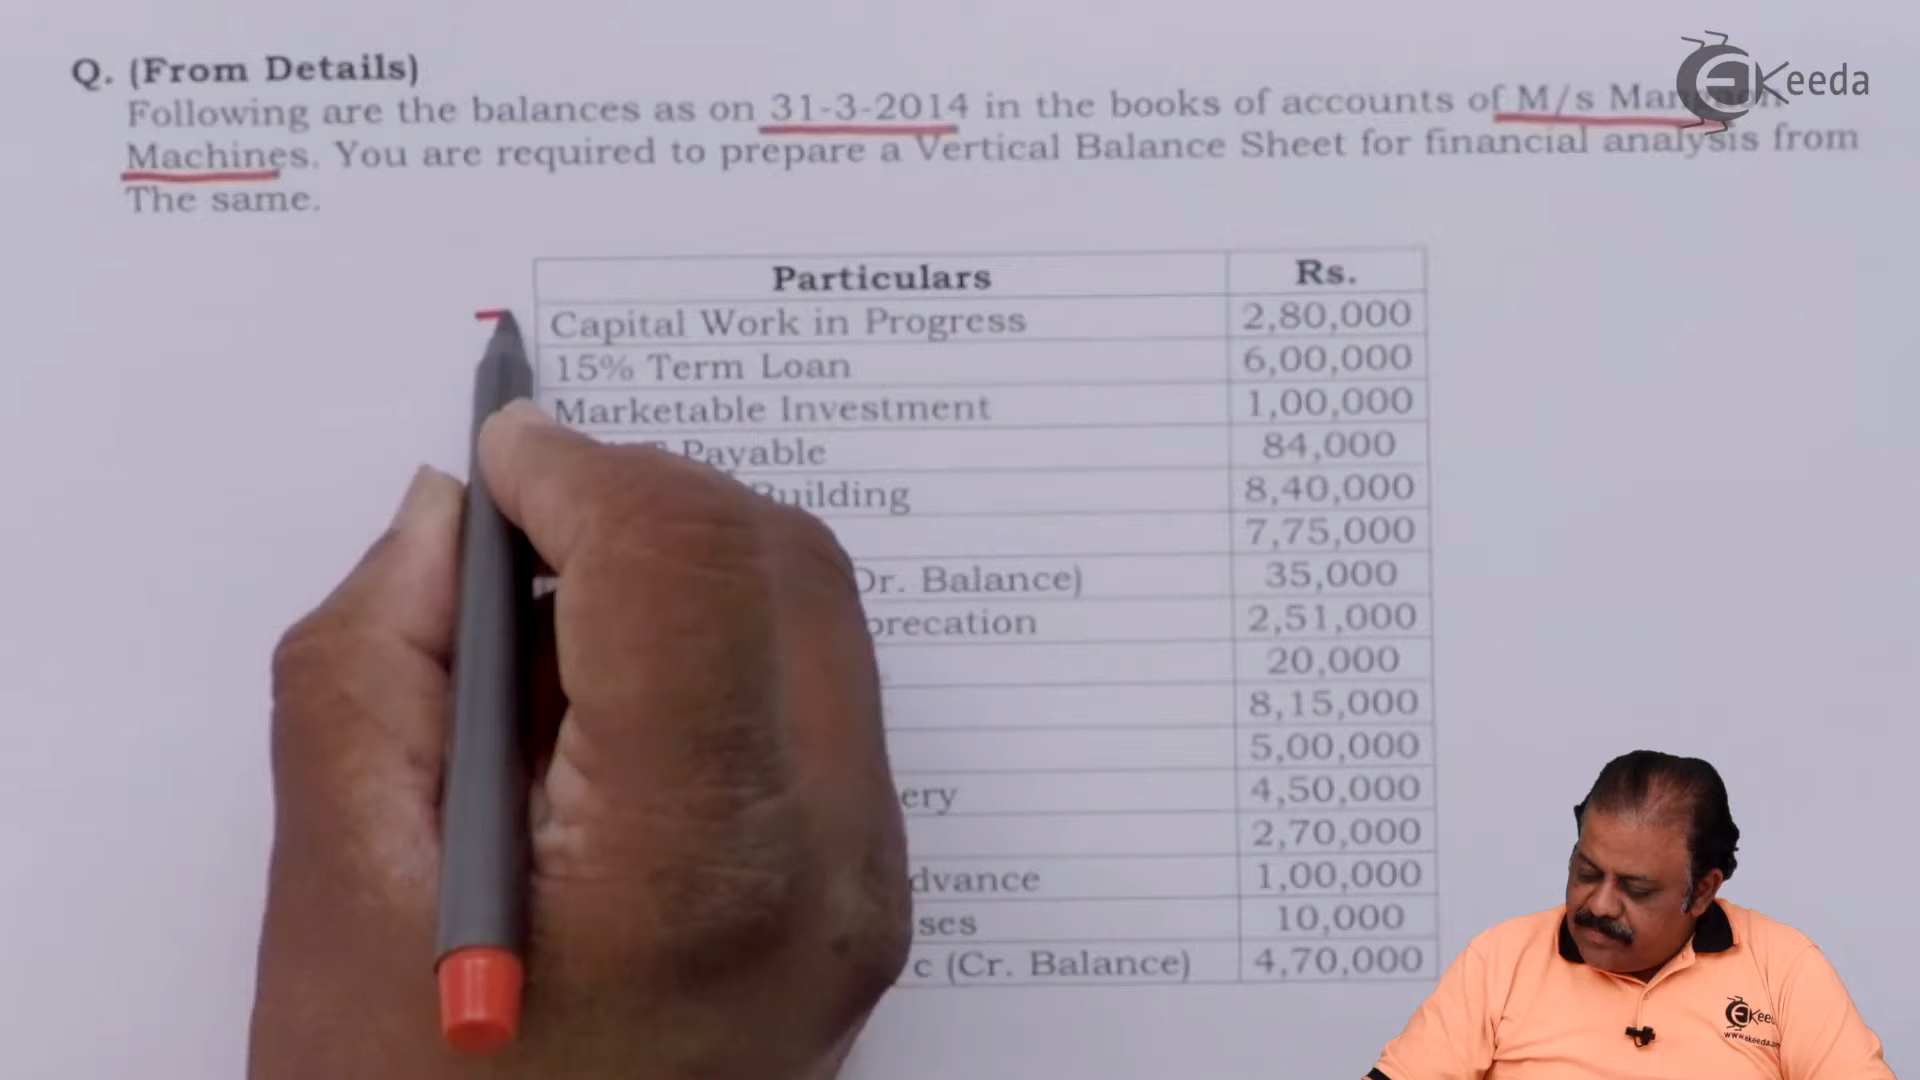 Q. (From Details)
Following are the balances as on 31-3-2014 in the books of accounts of M/s
Machines. You are required to prepare a Vertical Balance Sheet for financial analysis from
The same.
Particulars Rs.
Capital Work in Progress 2,80,000
15% Term Loan 6,00,000
Marketable Investment 1,00,000
Payable 84,000
Building 8,40,000
7,75,000
Dr. Balance) 35,000
precation 2,51,000
20,000
8,15,000
5,00,000
ery 4,50,000
2,70,000
dvance 1,00,000
ses 10,000
c (Cr. Balance) 4,70,000
eKeeda